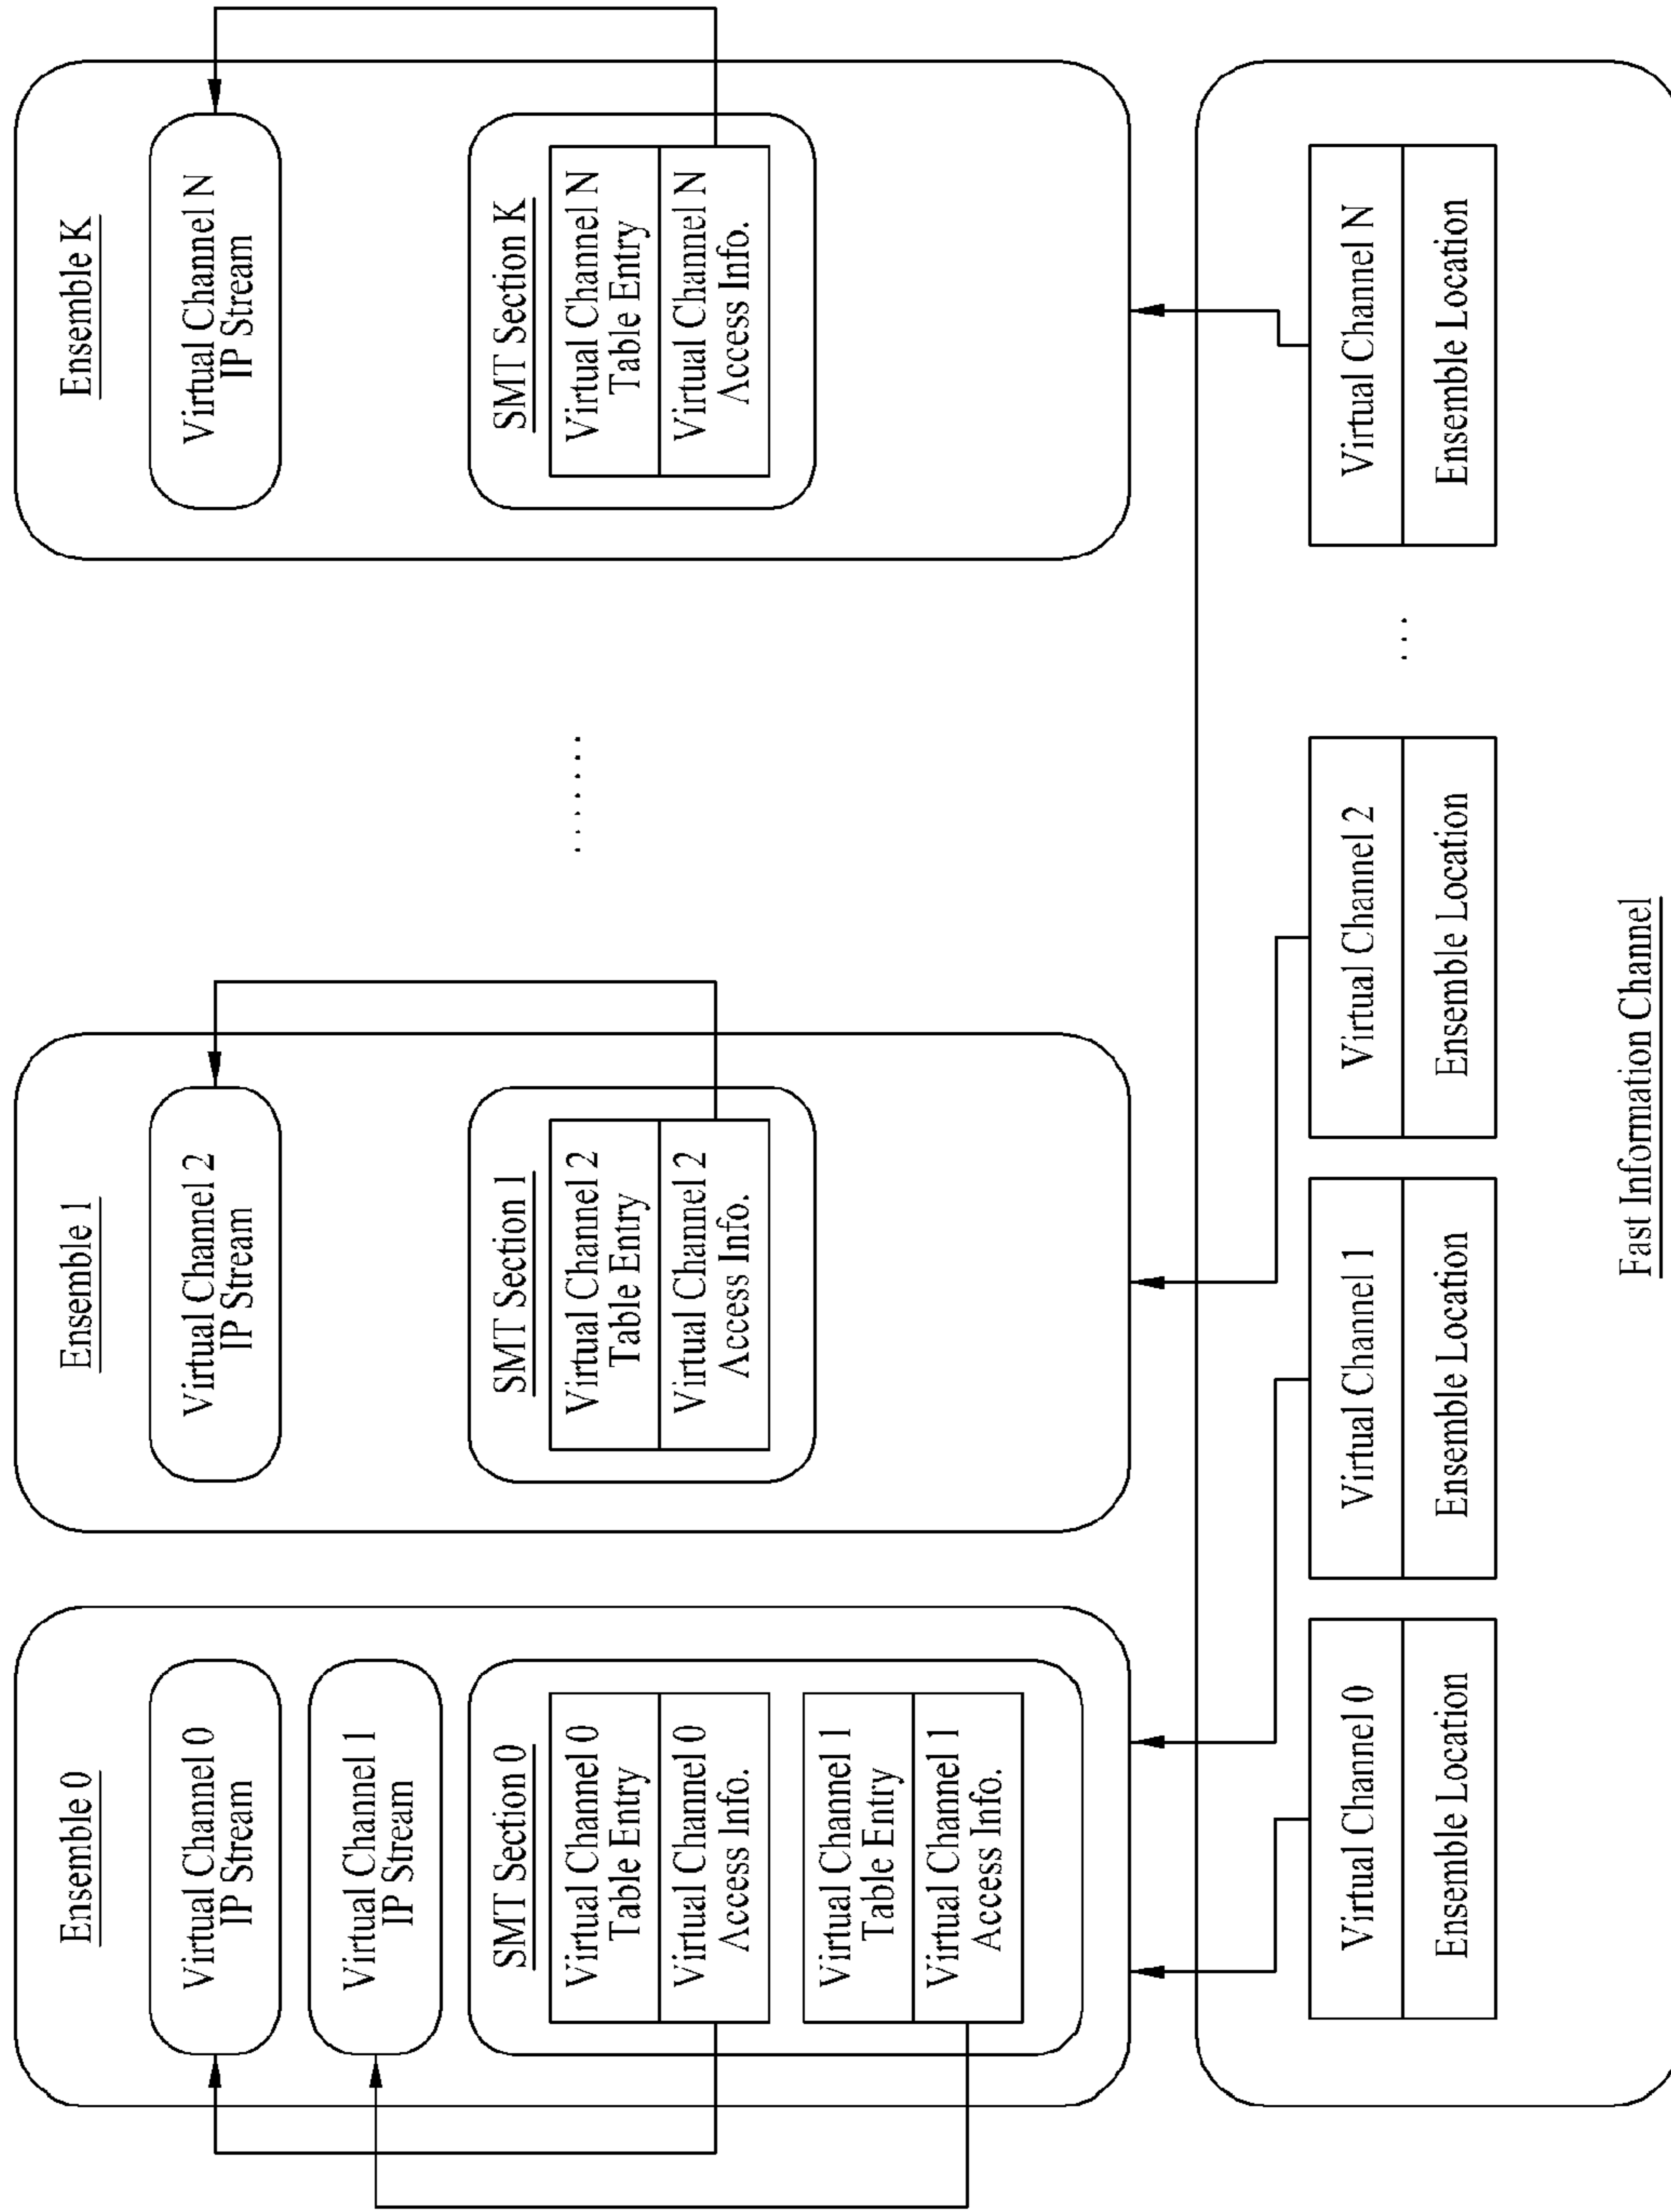 Ensemble 0
Virtual Channel 0
IP Stream
Virtual Channel 1
IP Stream
SMT Section 0
Virtual Channel 0
Table Entry
Virtual Channel 0
Access Info.
Virtual Channel 1
Table Entry
Virtual Channel 1
Access Info.
Ensemble 1
Virtual Channel 2
IP Stream
SMT Section 1
Virtual Channel 2
Table Entry
Virtual Channel 2
Access Info.
........
Ensemble K
Virtual Channel N
IP Stream
SMT Section K
Virtual Channel N
Table Entry
Virtual Channel N
Access Info.
Virtual Channel 0
Ensemble Location
Virtual Channel 1
Ensemble Location
Virtual Channel 2
Ensemble Location
...
Virtual Channel N
Ensemble Location
Fast Information Channel